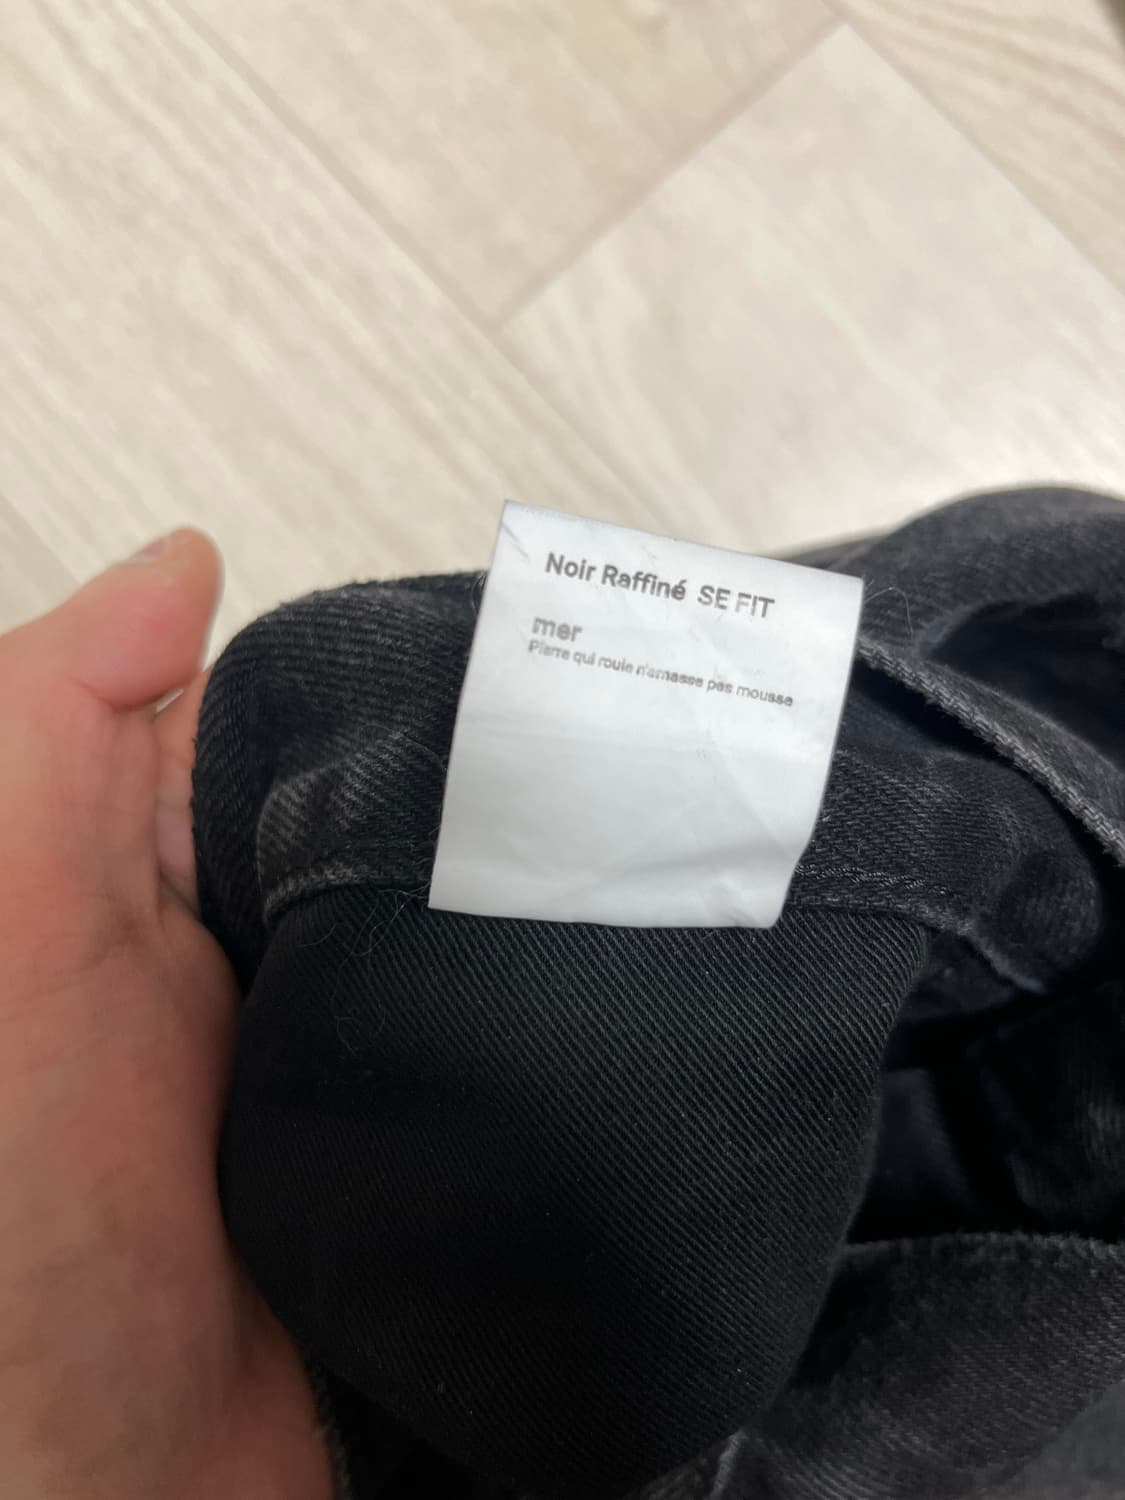 Noir Raffiné SE FIT
mer
Pierre qui roule n'amasse pas mousse